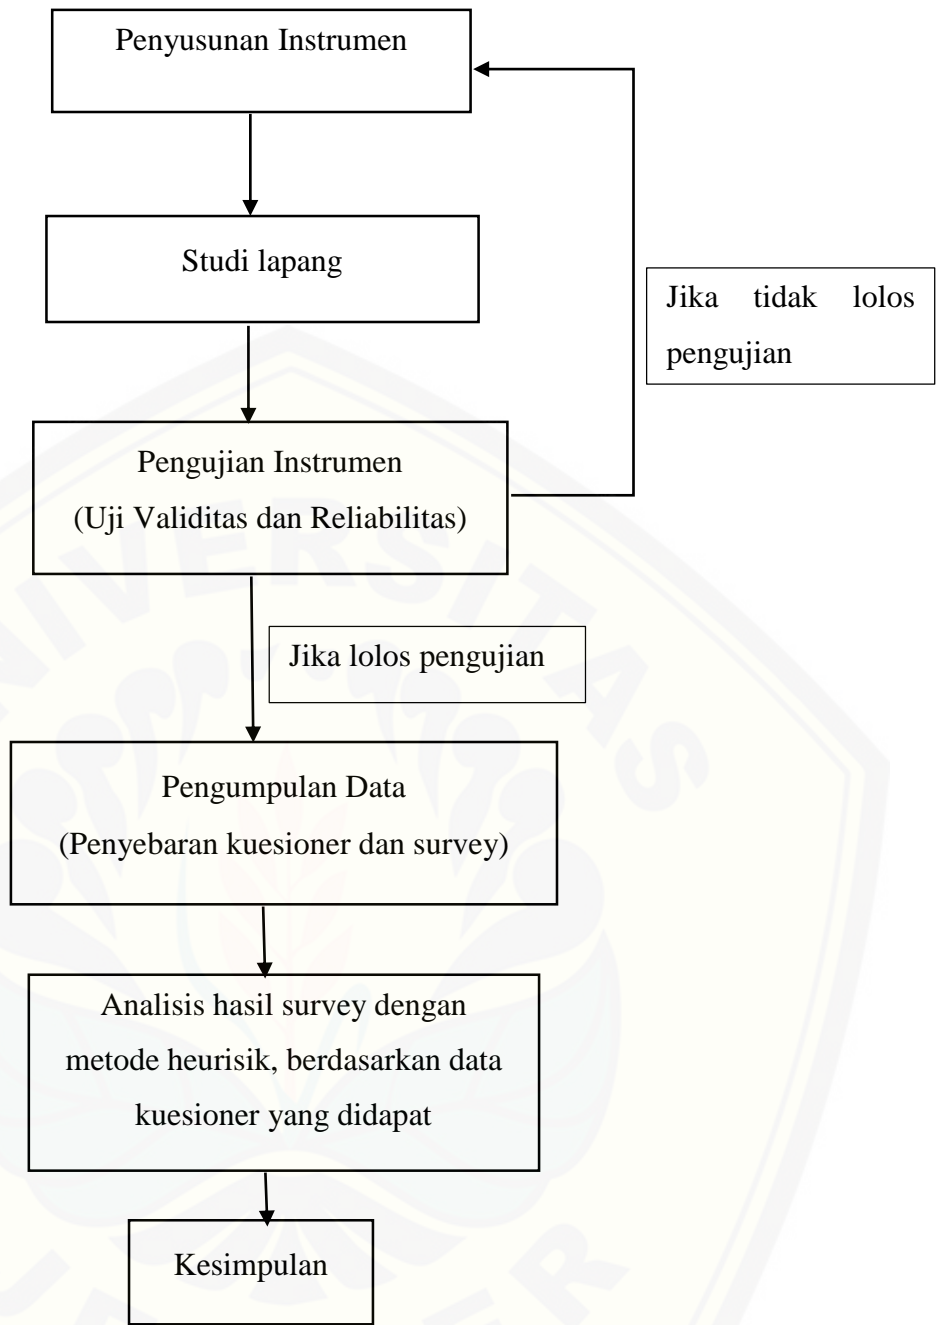 Penyusunan Instrumen
Studi lapang
Jika tidak lolos
pengujian
Pengujian Instrumen
(Uji Validitas dan Reliabilitas)
Jika lolos pengujian
Pengumpulan Data
(Penyebaran kuesioner dan survey)
Analisis hasil survey dengan
metode heurisik, berdasarkan data
kuesioner yang didapat
Kesimpulan
UNIVERSITAS